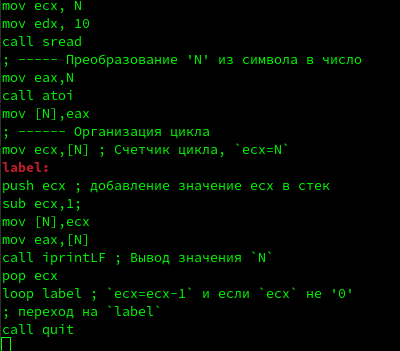 mov ecx, N
mov edx, 10
call sread
; ----- Преобразование 'N' из символа в число
mov eax,N
call atoi
mov [N],eax
; ------ Организация цикла
mov ecx,[N] ; Счетчик цикла, `ecx=N`
label:
push ecx ; добавление значение ecx в стек
sub ecx,1;
mov [N],ecx
mov eax,[N]
call iprintLF ; Вывод значения `N`
pop ecx
loop label ; `ecx=ecx-1` и если `ecx` не '0'
; переход на `label`
call quit